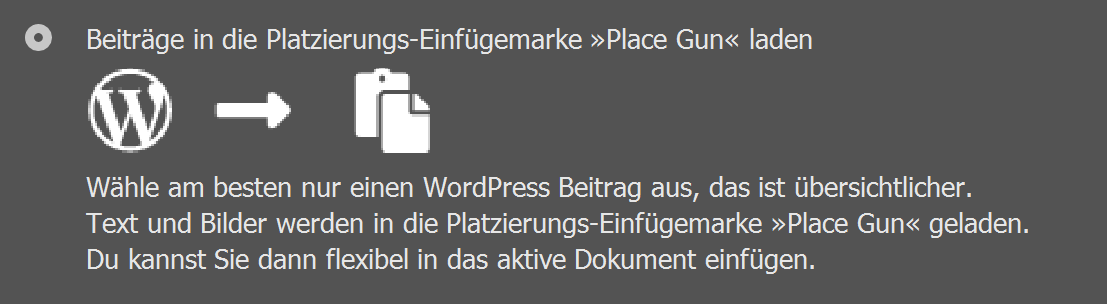 Beiträge in die Platzierungs-Einfügemarke »Place Gun« laden
Wähle am besten nur einen WordPress Beitrag aus, das ist übersichtlicher.
Text und Bilder werden in die Platzierungs-Einfügemarke »Place Gun« geladen.
Du kannst Sie dann flexibel in das aktive Dokument einfügen.